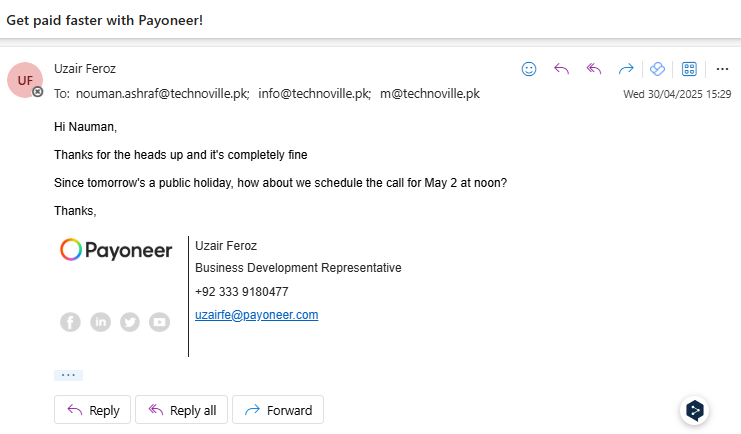 Get paid faster with Payoneer!
Uzair Feroz
UF
To: nouman.ashraf@technoville.pk; info@technoville.pk; m@technoville.pk
Wed 30/04/2025 15:29
Hi Nauman,
Thanks for the heads up and it's completely fine
Since tomorrow's a public holiday, how about we schedule the call for May 2 at noon?
Thanks,
Payoneer
Uzair Feroz
Business Development Representative
+92 333 9180477
uzairfe@payoneer.com
Reply
Reply all
Forward